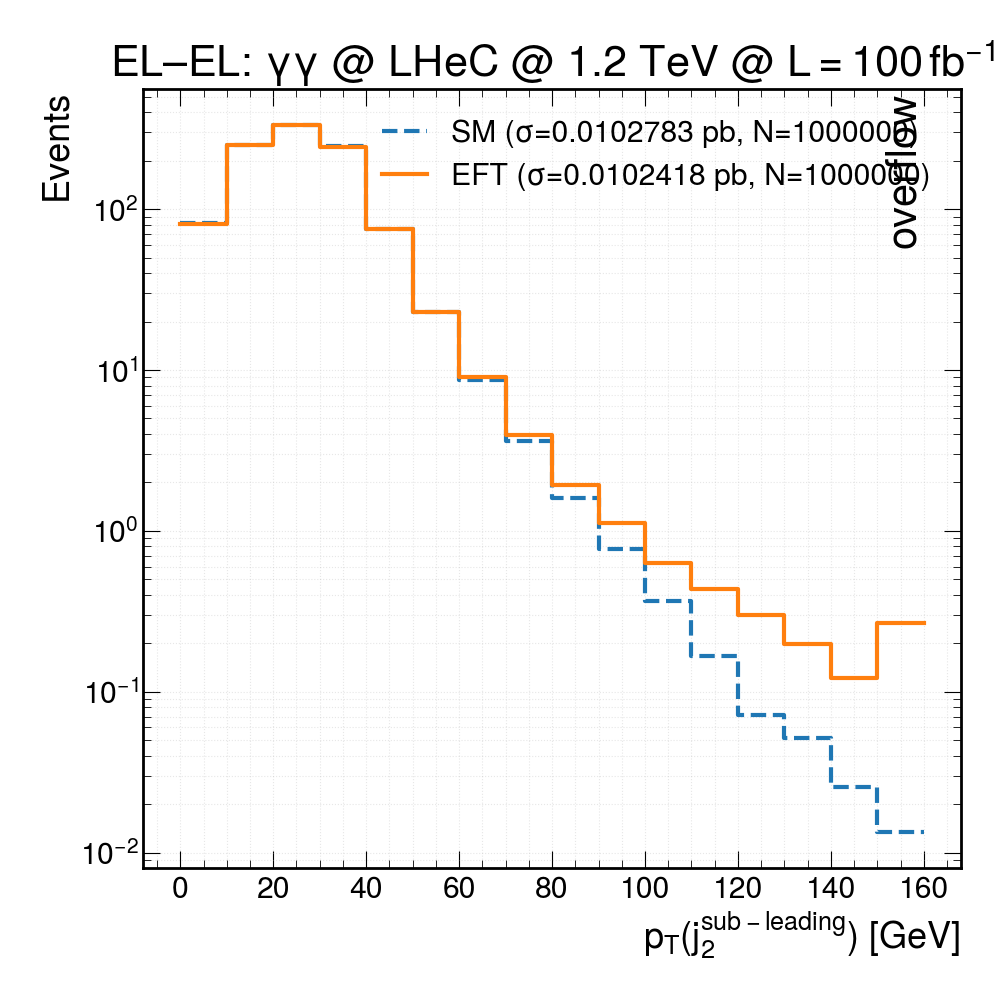 EL–EL: γγ @ LHeC @ 1.2 TeV @ L = 100 fb⁻¹
Events
SM (σ=0.0102783 pb, N=1000000)
EFT (σ=0.0102418 pb, N=1000000)
overflow
10²
10¹
10⁰
10⁻¹
10⁻²
0 20 40 60 80 100 120 140 160
p_T(j_2^{sub – leading}) [GeV]